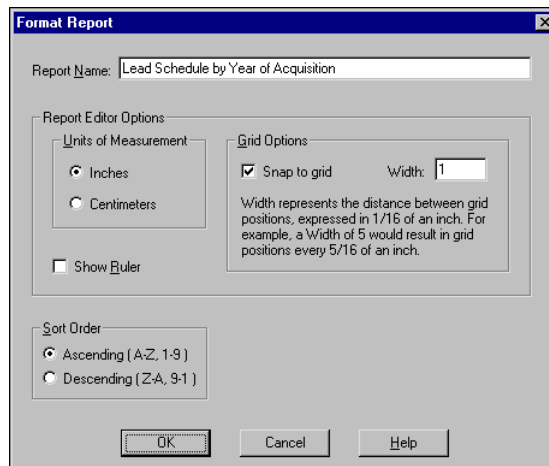 Format Report
Report Name: Lead Schedule by Year of Acquisition
Report Editor Options
Units of Measurement
Inches
Centimeters
Show Ruler
Grid Options
Snap to grid Width: 1
Width represents the distance between grid
positions, expressed in 1/16 of an inch. For
example, a Width of 5 would result in grid
positions every 5/16 of an inch.
Sort Order
Ascending ( A-Z, 1-9 )
Descending ( Z-A, 9-1 )
OK Cancel Help